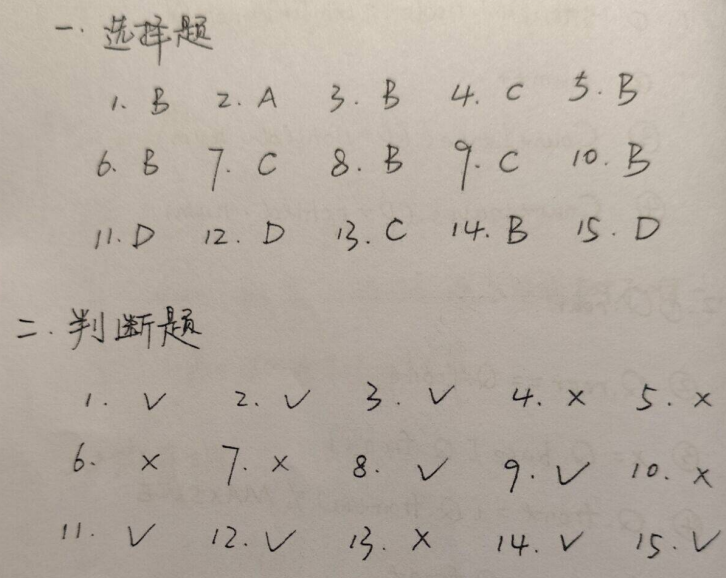 一. 选择题
1. B 2. A 3. B 4. C 5. B
6. B 7. C 8. B 9. C 10. B
11. D 12. D 13. C 14. B 15. D
二. 判断题
1. √ 2. √ 3. √ 4. × 5. ×
6. × 7. × 8. √ 9. √ 10. ×
11. √ 12. √ 13. × 14. √ 15. √